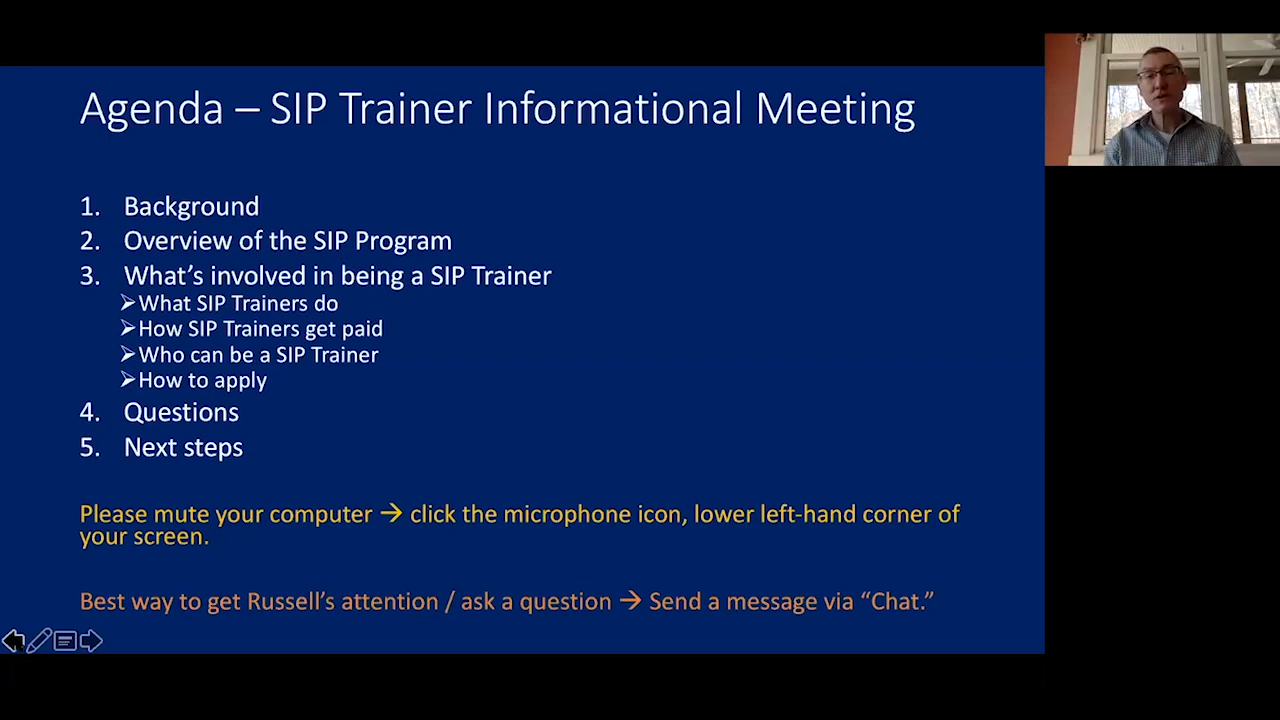 Agenda – SIP Trainer Informational Meeting
1. Background
2. Overview of the SIP Program
3. What’s involved in being a SIP Trainer
➢What SIP Trainers do
➢How SIP Trainers get paid
➢Who can be a SIP Trainer
➢How to apply
4. Questions
5. Next steps
Please mute your computer → click the microphone icon, lower left-hand corner of
your screen.
Best way to get Russell’s attention / ask a question → Send a message via “Chat.”